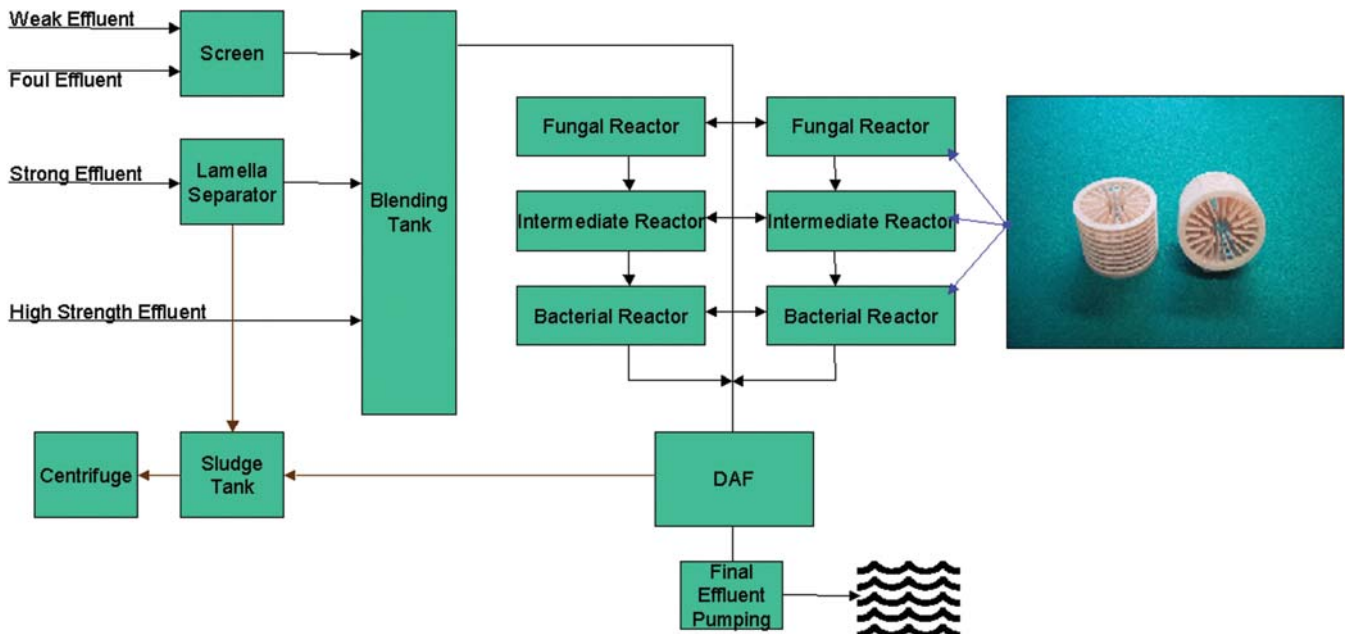 Weak Effluent
Foul Effluent
Screen
Strong Effluent
Lamella
Separator
High Strength Effluent
Blending
Tank
Fungal Reactor
Fungal Reactor
Intermediate Reactor
Intermediate Reactor
Bacterial Reactor
Bacterial Reactor
Centrifuge
Sludge
Tank
DAF
Final
Effluent
Pumping